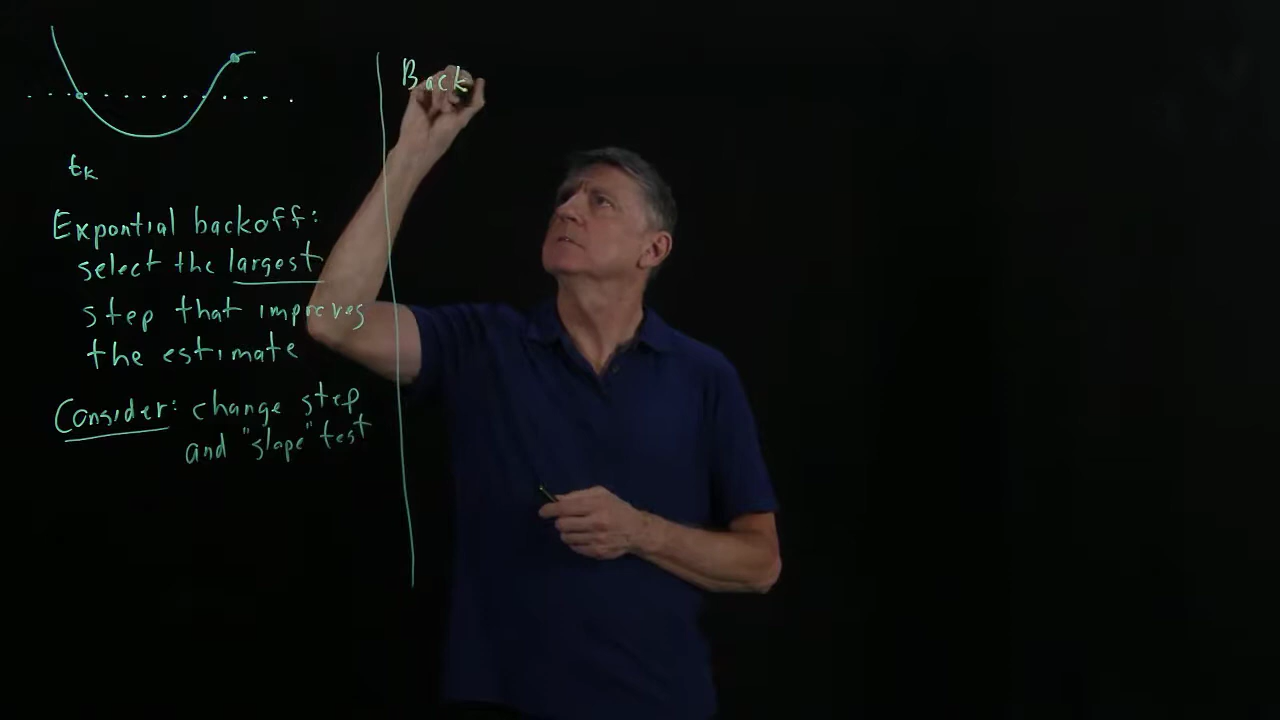 tk
Expontial backoff:
select the largest
step that improves
the estimate
Consider: change step
and "slope" test
Back